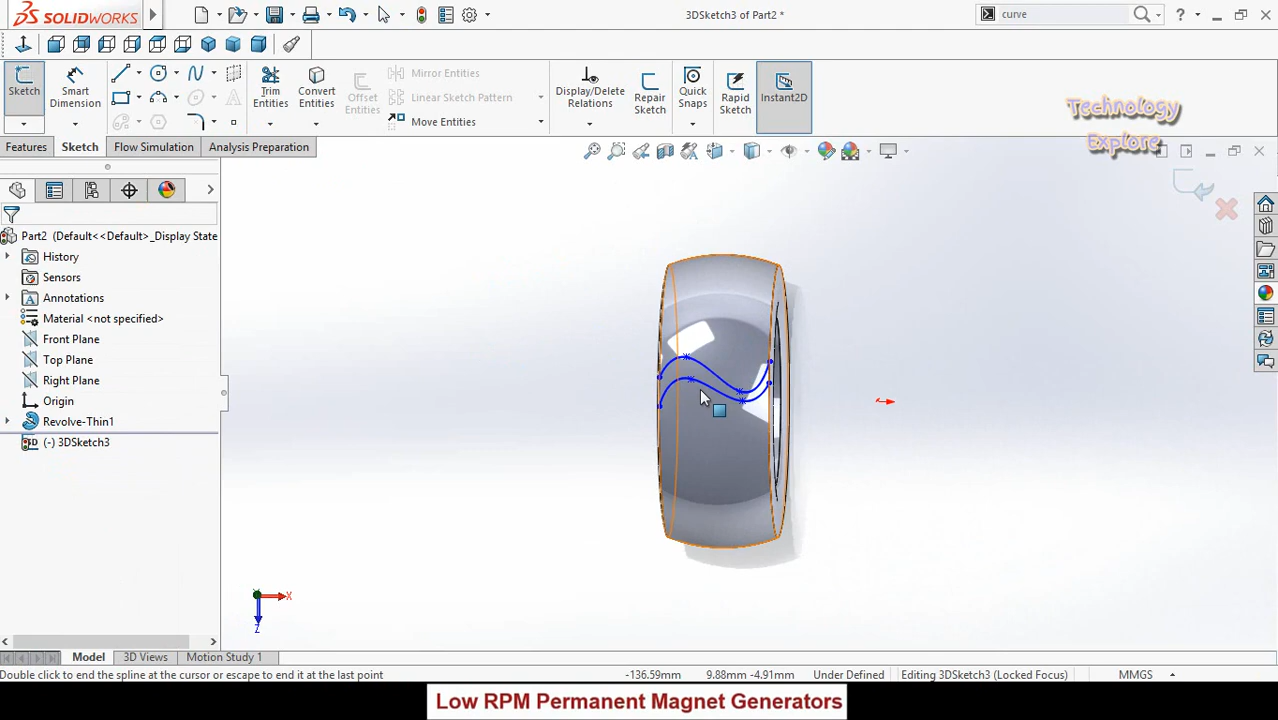 SOLIDWORKS
3DSketch3 of Part2 *
curve
Sketch
Smart Dimension
Trim Entities
Convert Entities
Offset Entities
Mirror Entities
Linear Sketch Pattern
Move Entities
Display/Delete Relations
Repair Sketch
Quick Snaps
Rapid Sketch
Instant2D
Technology
Explore
Features
Sketch
Flow Simulation
Analysis Preparation
Part2 (Default<<Default>_Display State
History
Sensors
Annotations
Material <not specified>
Front Plane
Top Plane
Right Plane
Origin
Revolve-Thin1
3D (-) 3DSketch3
X
Z
Model
3D Views
Motion Study 1
Double click to end the spline at the cursor or escape to end it at the last point
-136.59mm
9.88mm -4.91mm
Under Defined
Editing 3DSketch3 (Locked Focus)
MMGS
Low RPM Permanent Magnet Generators